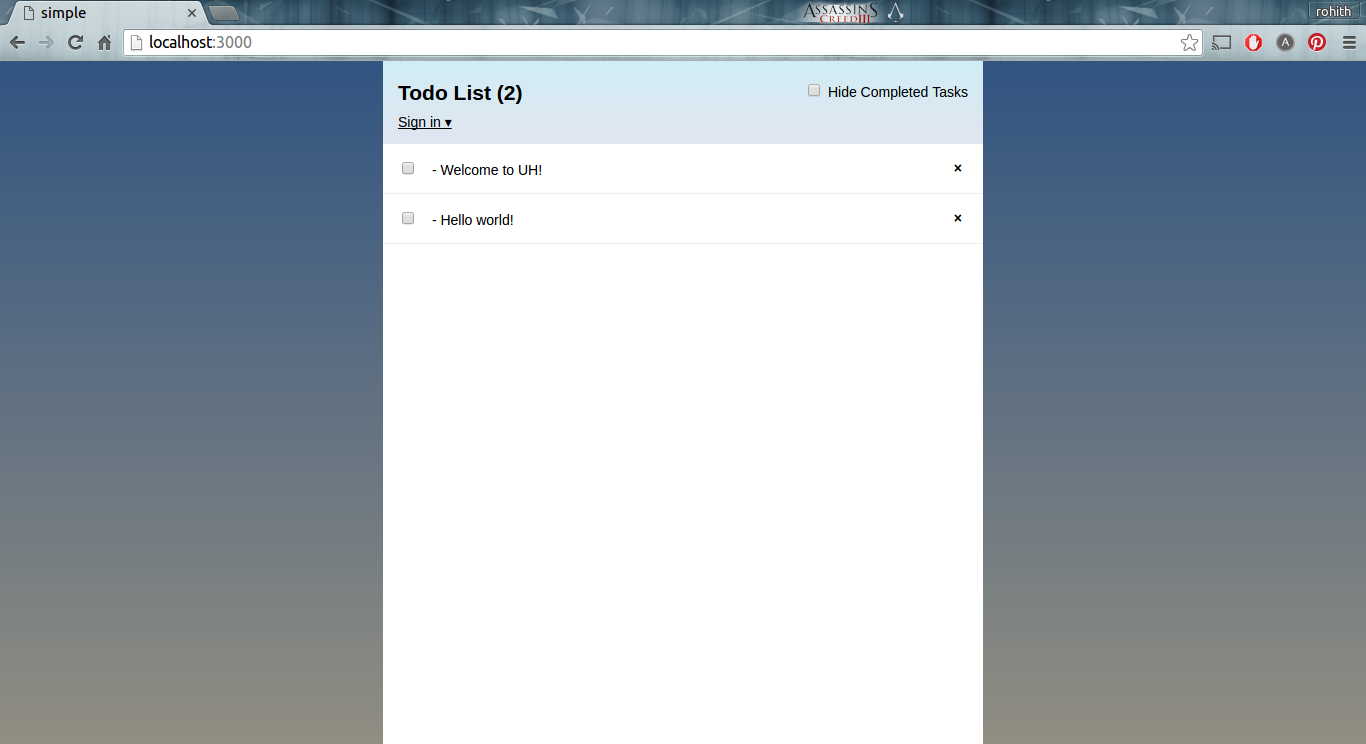 simple
ASSASSIN'S
CREED III
rohith
localhost:3000
A
Todo List (2)
Hide Completed Tasks
Sign in ▾
- Welcome to UH!
×
- Hello world!
×